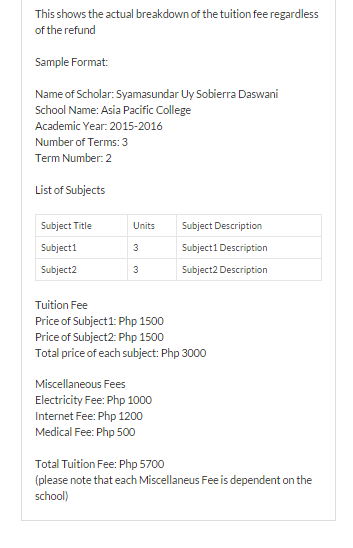 This shows the actual breakdown of the tuition fee regardless
of the refund
Sample Format:
Name of Scholar: Syamasundar Uy Sobierra Daswani
School Name: Asia Pacific College
Academic Year: 2015-2016
Number of Terms: 3
Term Number: 2
List of Subjects
Subject Title Units Subject Description
Subject1 3 Subject1 Description
Subject2 3 Subject2 Description
Tuition Fee
Price of Subject1: Php 1500
Price of Subject2: Php 1500
Total price of each subject: Php 3000
Miscellaneous Fees
Electricity Fee: Php 1000
Internet Fee: Php 1200
Medical Fee: Php 500
Total Tuition Fee: Php 5700
(please note that each Miscellaneus Fee is dependent on the
school)